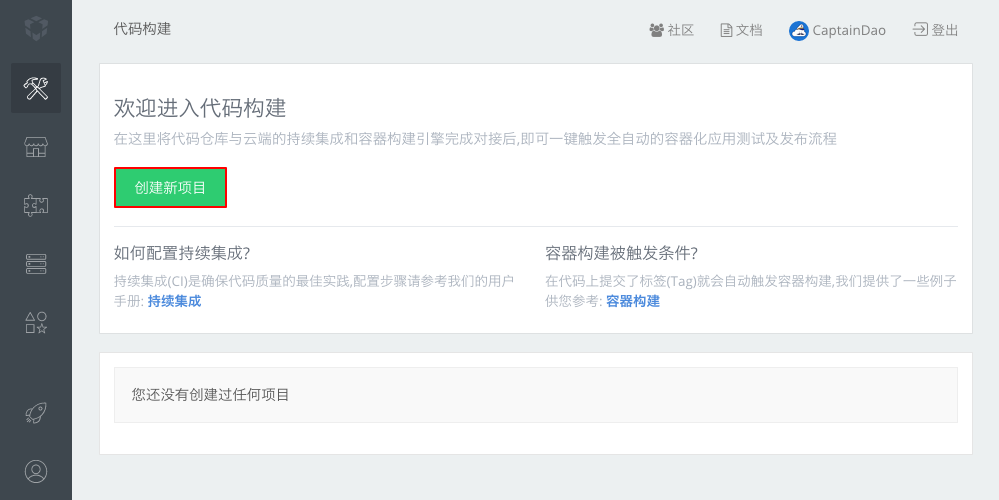 代码构建
社区
文档
CaptainDao
登出
欢迎进入代码构建
在这里将代码仓库与云端的持续集成和容器构建引擎完成对接后,即可一键触发全自动的容器化应用测试及发布流程
创建新项目
如何配置持续集成?
持续集成(CI)是确保代码质量的最佳实践,配置步骤请参考我们的用户
手册: 持续集成
容器构建被触发条件?
在代码上提交了标签(Tag)就会自动触发容器构建,我们提供了一些例子
供您参考: 容器构建
您还没有创建过任何项目